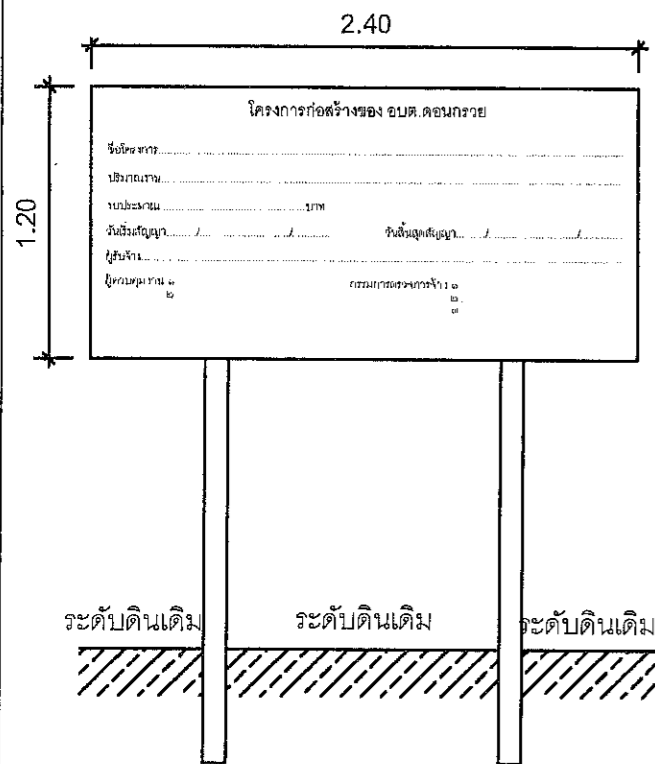 2.40
1.20
โครงการก่อสร้างของ อบต.ดอนกรวย
ชื่อโครงการ
ปริมาณงาน
งบประมาณ บาท
วันเริ่มสัญญา / / วันสิ้นสุดสัญญา / /
ผู้รับจ้าง
ผู้ควบคุมงาน ๑ กรรมการตรวจการจ้าง ๑
๒ ๒
๓
ระดับดินเดิม ระดับดินเดิม ระดับดินเดิม